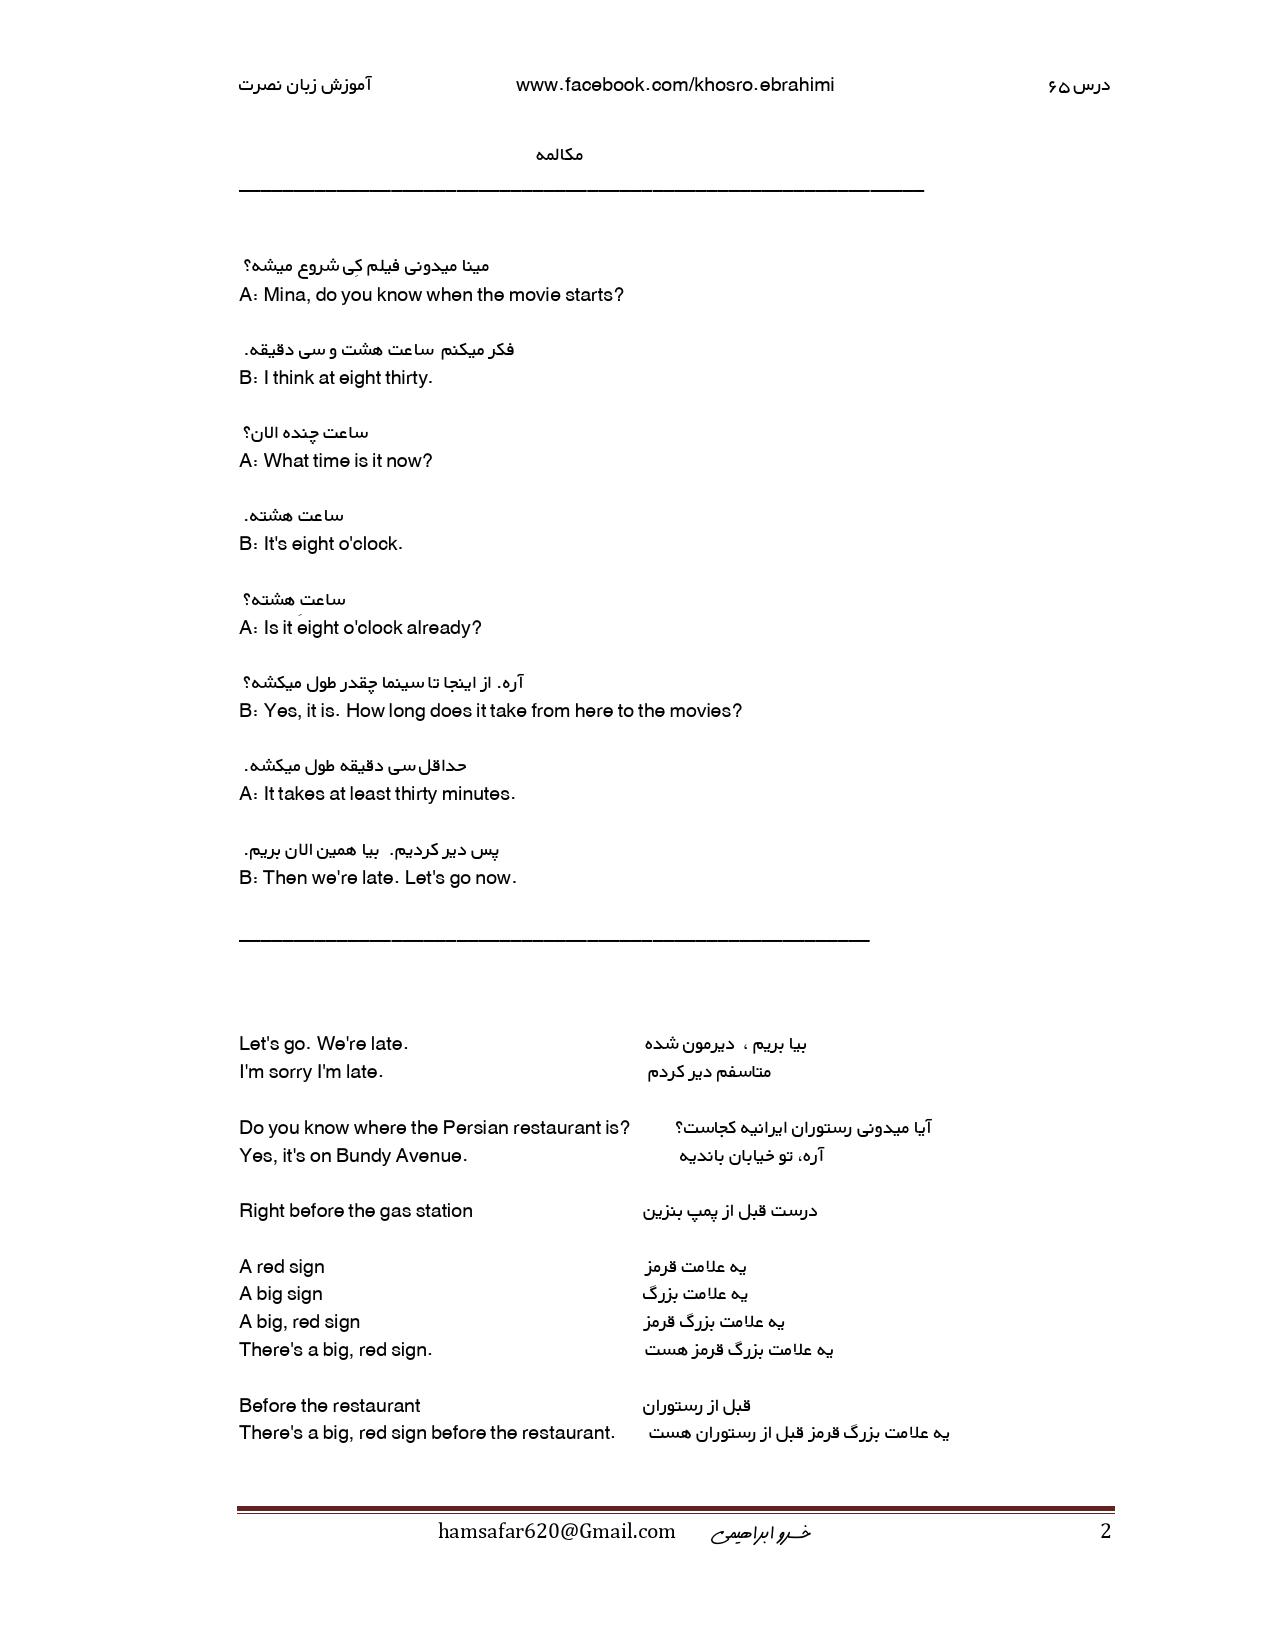 آموزش زبان نصرت www.facebook.com/khosro.ebrahimi درس ۶۵
مکالمه
مینا میدونی فیلم کِی شروع میشه؟
A: Mina, do you know when the movie starts?
فکر میکنم ساعت هشت و سی دقیقه.
B: I think at eight thirty.
ساعت چنده الان؟
A: What time is it now?
ساعت هشته.
B: It's eight o'clock.
ساعتِ هشته؟
A: Is it eight o'clock already?
آره. از اینجا تا سینما چقدر طول میکشه؟
B: Yes, it is. How long does it take from here to the movies?
حداقل سی دقیقه طول میکشه.
A: It takes at least thirty minutes.
پس دیر کردیم. بیا همین الان بریم.
B: Then we're late. Let's go now.
Let's go. We're late. بیا بریم ، دیرمون شده
I'm sorry I'm late. متاسفم دیر کردم
Do you know where the Persian restaurant is? آیا میدونی رستوران ایرانیه کجاست؟
Yes, it's on Bundy Avenue. آره، تو خیابان باندیه
Right before the gas station درست قبل از پمپ بنزین
A red sign یه علامت قرمز
A big sign یه علامت بزرگ
A big, red sign یه علامت بزرگ قرمز
There's a big, red sign. یه علامت بزرگ قرمز هست
Before the restaurant قبل از رستوران
There's a big, red sign before the restaurant. یه علامت بزرگ قرمز قبل از رستوران هست
hamsafar620@Gmail.com خسرو ابراهیمی 2